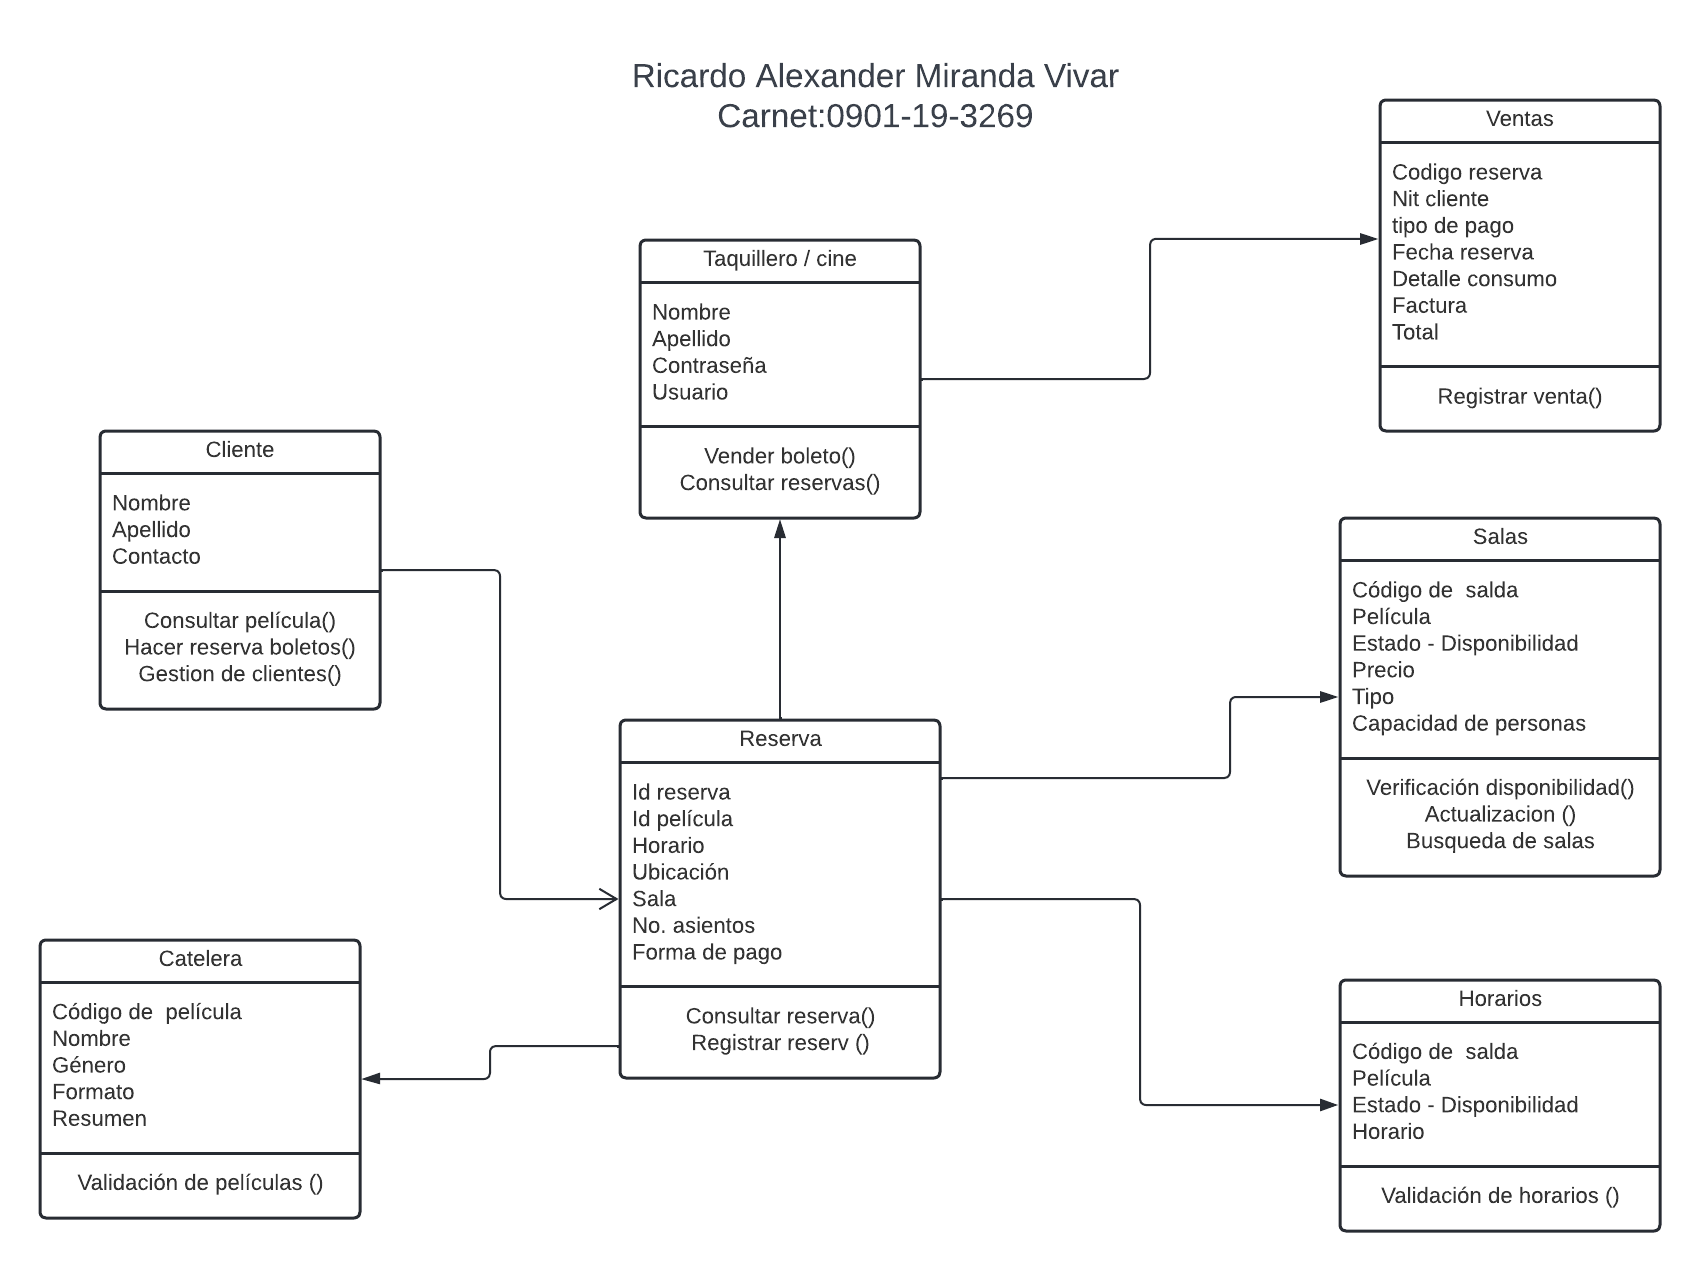 Ricardo Alexander Miranda Vivar
Carnet:0901-19-3269
Ventas
Codigo reserva
Nit cliente
tipo de pago
Fecha reserva
Detalle consumo
Factura
Total
Registrar venta()
Taquillero / cine
Nombre
Apellido
Contraseña
Usuario
Vender boleto()
Consultar reservas()
Cliente
Nombre
Apellido
Contacto
Consultar película()
Hacer reserva boletos()
Gestion de clientes()
Salas
Código de  salda
Película
Estado - Disponibilidad
Precio
Tipo
Capacidad de personas
Verificación disponibilidad()
Actualizacion ()
Busqueda de salas
Reserva
Id reserva
Id película
Horario
Ubicación
Sala
No. asientos
Forma de pago
Consultar reserva()
Registrar reserv ()
Catelera
Código de  película
Nombre
Género
Formato
Resumen
Validación de películas ()
Horarios
Código de  salda
Película
Estado - Disponibilidad
Horario
Validación de horarios ()